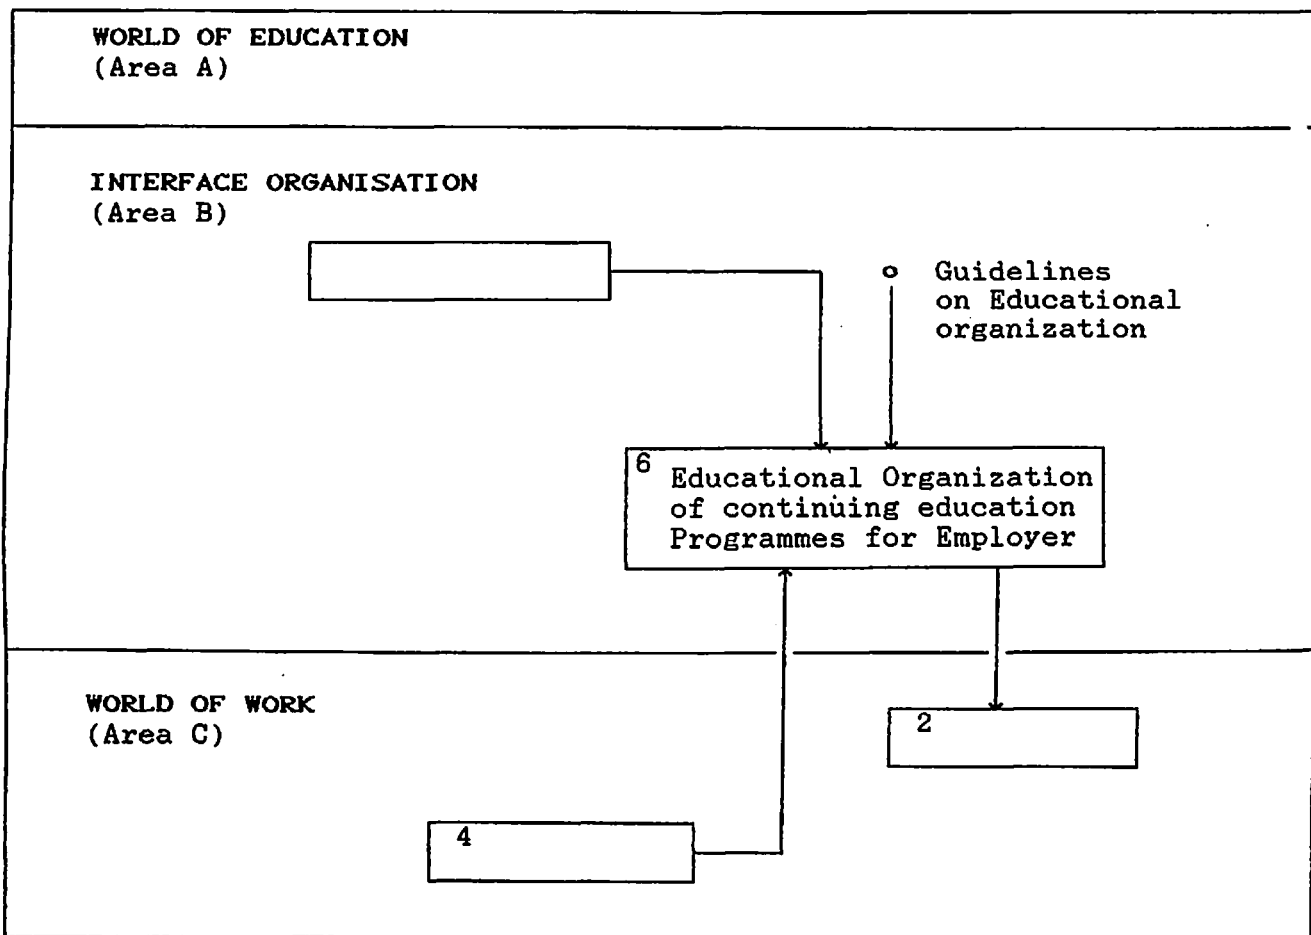 WORLD OF EDUCATION
(Area A)
INTERFACE ORGANISATION
(Area B)
Guidelines
on Educational
organization
6
Educational Organization
of continuing education
Programmes for Employer
WORLD OF WORK
(Area C)
2
4